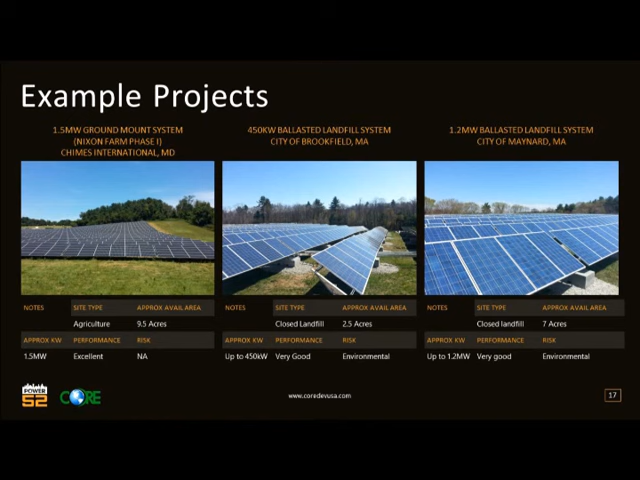 Example Projects
1.5MW GROUND MOUNT SYSTEM
(NIXON FARM PHASE I)
CHIMES INTERNATIONAL, MD
450KW BALLASTED LANDFILL SYSTEM
CITY OF BROOKFIELD, MA
1.2MW BALLASTED LANDFILL SYSTEM
CITY OF MAYNARD, MA
NOTES SITE TYPE APPROX AVAIL AREA
Agriculture 9.5 Acres
APPROX KW PERFORMANCE RISK
1.5MW Excellent NA
NOTES SITE TYPE APPROX AVAIL AREA
Closed Landfill 2.5 Acres
APPROX KW PERFORMANCE RISK
Up to 450kW Very Good Environmental
NOTES SITE TYPE APPROX AVAIL AREA
Closed landfill 7 Acres
APPROX KW PERFORMANCE RISK
Up to 1.2MW Very good Environmental
POWER
52
CORE
www.coredevusa.com
17